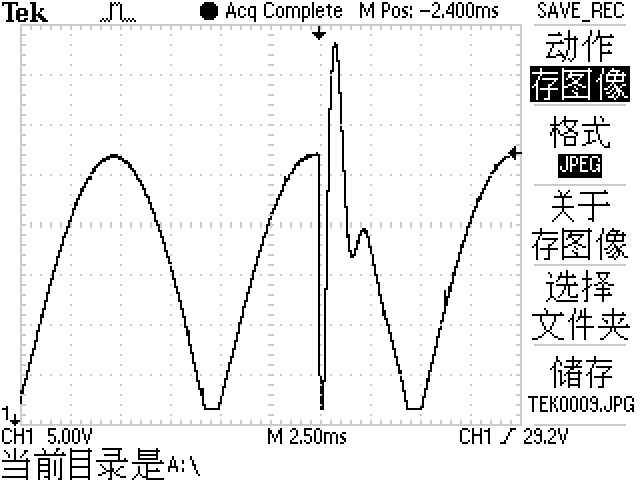 Tek Acq Complete M Pos: -2.400ms SAVE_REC
动作
存图像
格式
JPEG
关于
存图像
选择
文件夹
储存
TEK0009.JPG
1
CH1 5.00V M 2.50ms CH1 29.2V
当前目录是A:\